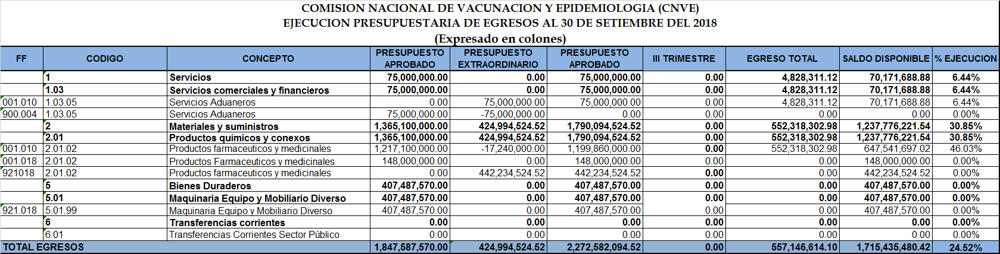 COMISION NACIONAL DE VACUNACION Y EPIDEMIOLOGIA (CNVE)
EJECUCION PRESUPUESTARIA DE EGRESOS AL 30 DE SETIEMBRE DEL 2018
(Expresado en colones)
FF CODIGO CONCEPTO PRESUPUESTO APROBADO PRESUPUESTO EXTRAORDINARIO PRESUPUESTO APROBADO III TRIMESTRE EGRESO TOTAL SALDO DISPONIBLE % EJECUCION
1 Servicios 75,000,000.00 0.00 75,000,000.00 0.00 4,828,311.12 70,171,688.88 6.44%
1.03 Servicios comerciales y financieros 75,000,000.00 0.00 75,000,000.00 0.00 4,828,311.12 70,171,688.88 6.44%
001.010 1.03.05 Servicios Aduaneros 0.00 75,000,000.00 75,000,000.00 0.00 4,828,311.12 70,171,688.88 6.44%
900.004 1.03.05 Servicios Aduaneros 75,000,000.00 -75,000,000.00 0.00 0.00 0.00 0.00 0.00%
2 Materiales y suministros 1,365,100,000.00 424,994,524.52 1,790,094,524.52 0.00 552,318,302.98 1,237,776,221.54 30.85%
2.01 Productos químicos y conexos 1,365,100,000.00 424,994,524.52 1,790,094,524.52 0.00 552,318,302.98 1,237,776,221.54 30.85%
001.010 2.01.02 Productos farmaceuticos y medicinales 1,217,100,000.00 -17,240,000.00 1,199,860,000.00 0.00 552,318,302.98 647,541,697.02 46.03%
001.018 2.01.02 Productos Farmaceuticos y medicinales 148,000,000.00 0.00 148,000,000.00 0.00 0.00 148,000,000.00 0.00%
921018 2.01.02 Productos farmaceuticos y medicinales 0.00 442,234,524.52 442,234,524.52 0.00 0.00 442,234,524.52 0.00%
5 Bienes Duraderos 407,487,570.00 0.00 407,487,570.00 0.00 0.00 407,487,570.00 0.00%
5.01 Maquinaria Equipo y Mobiliario Diverso 407,487,570.00 0.00 407,487,570.00 0.00 0.00 407,487,570.00 0.00%
921.018 5.01.99 Maquinaria Equipo y Mobiliario Diverso 407,487,570.00 0.00 407,487,570.00 0.00 0.00 407,487,570.00 0.00%
6 Transferencias corrientes 0.00 0.00 0.00 0.00 0.00 0.00 0.00%
6.01 Transferencias Corrientes Sector Público 0.00 0.00 0.00 0.00 0.00 0.00 0.00%
TOTAL EGRESOS 1,847,587,570.00 424,994,524.52 2,272,582,094.52 0.00 557,146,614.10 1,715,435,480.42 24.52%